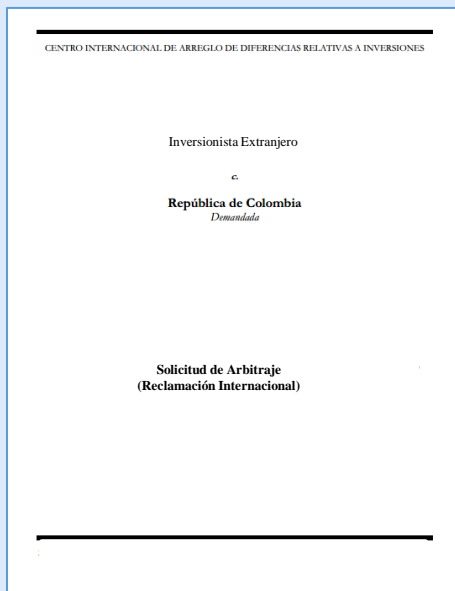 CENTRO INTERNACIONAL DE ARREGLO DE DIFERENCIAS RELATIVAS A INVERSIONES
Inversionista Extranjero
c.
República de Colombia
Demandada
Solicitud de Arbitraje
(Reclamación Internacional)